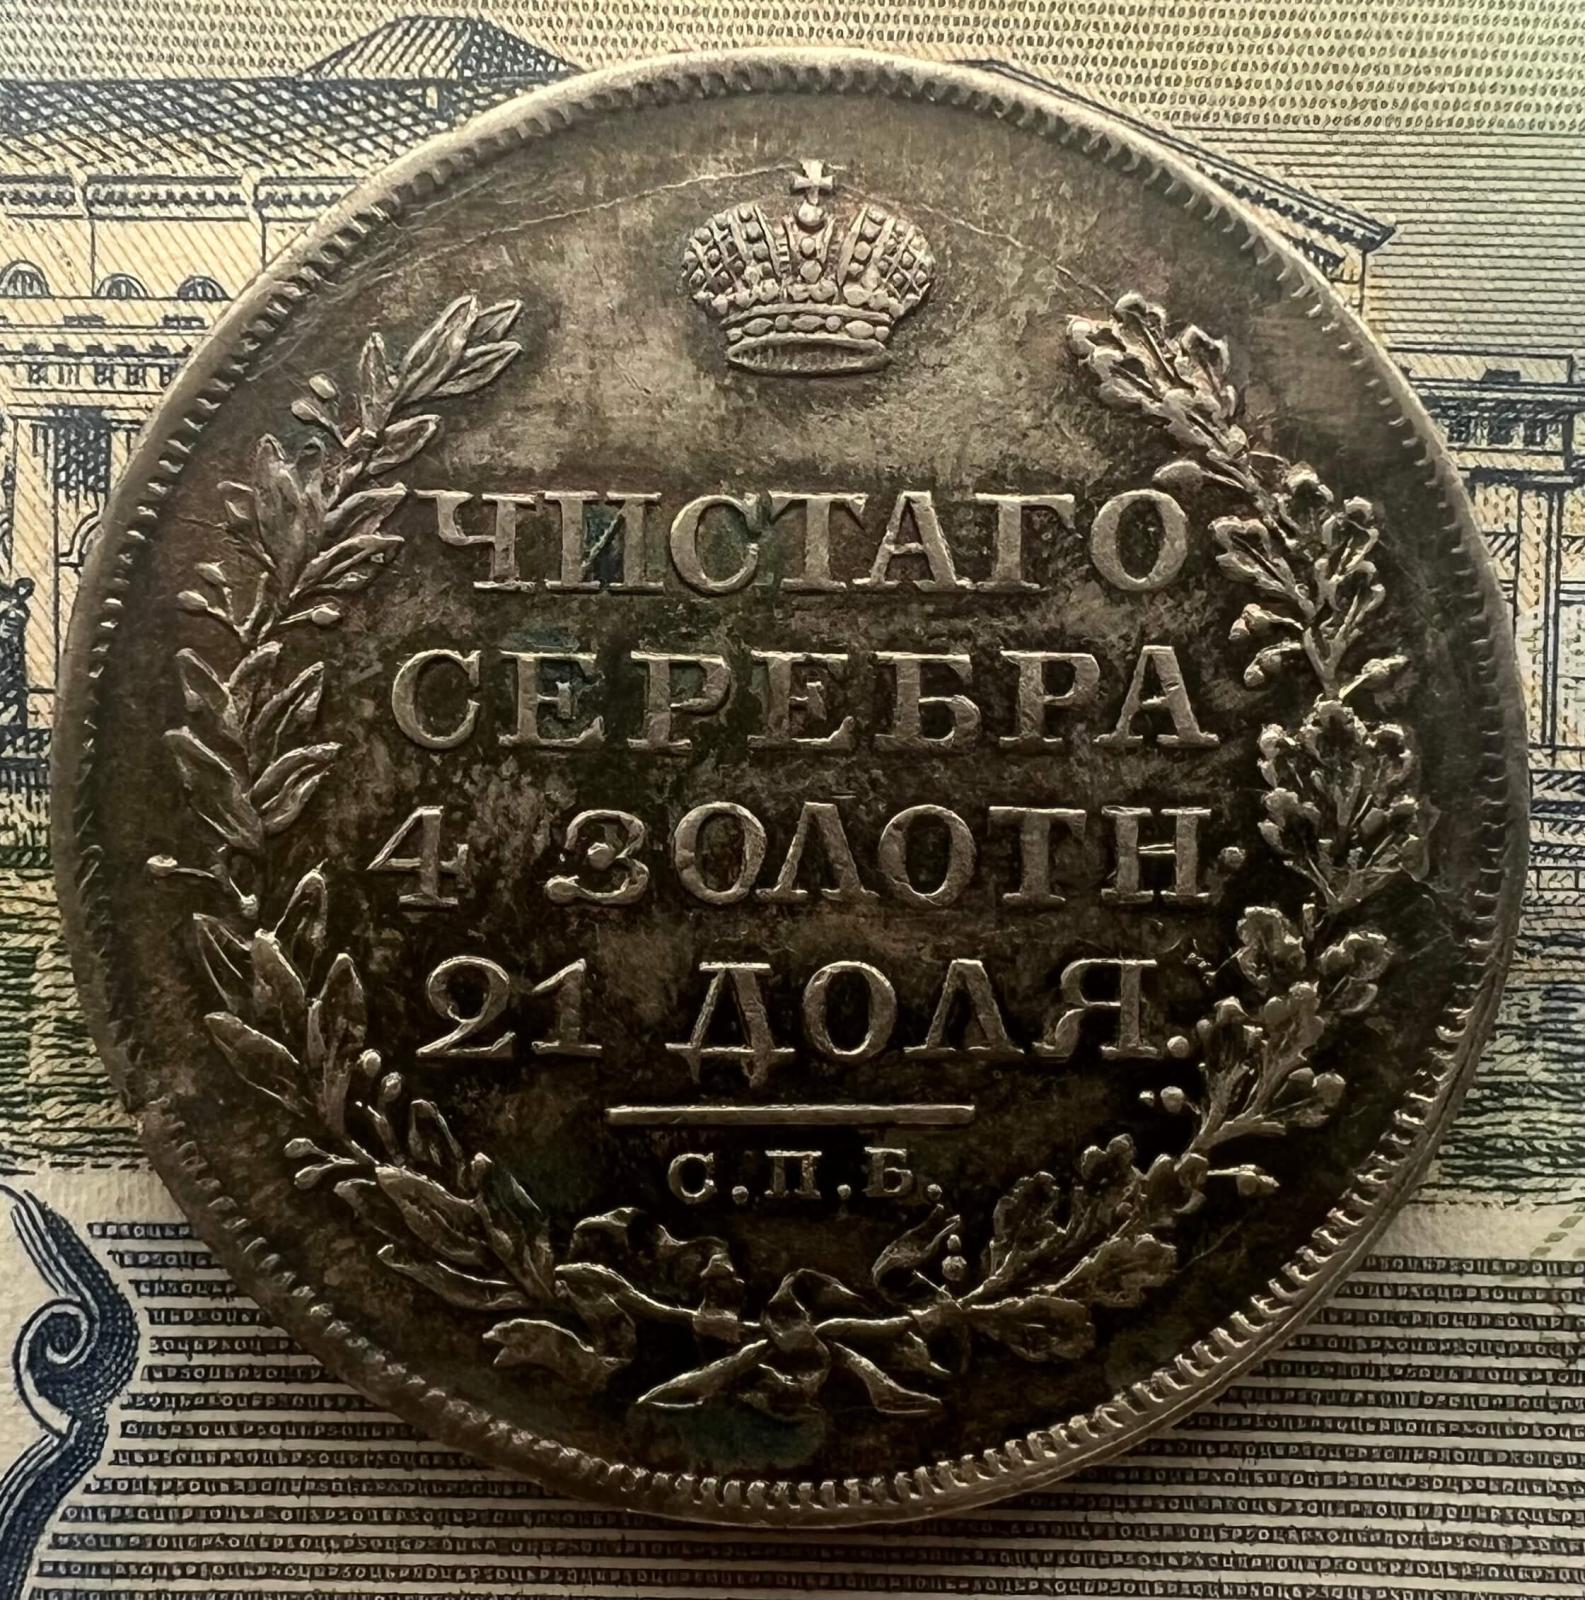 ЧИСТАГО
СЕРЕБРА
4 ЗОЛОТН.
21 ДОЛЯ.
С.П.Б.